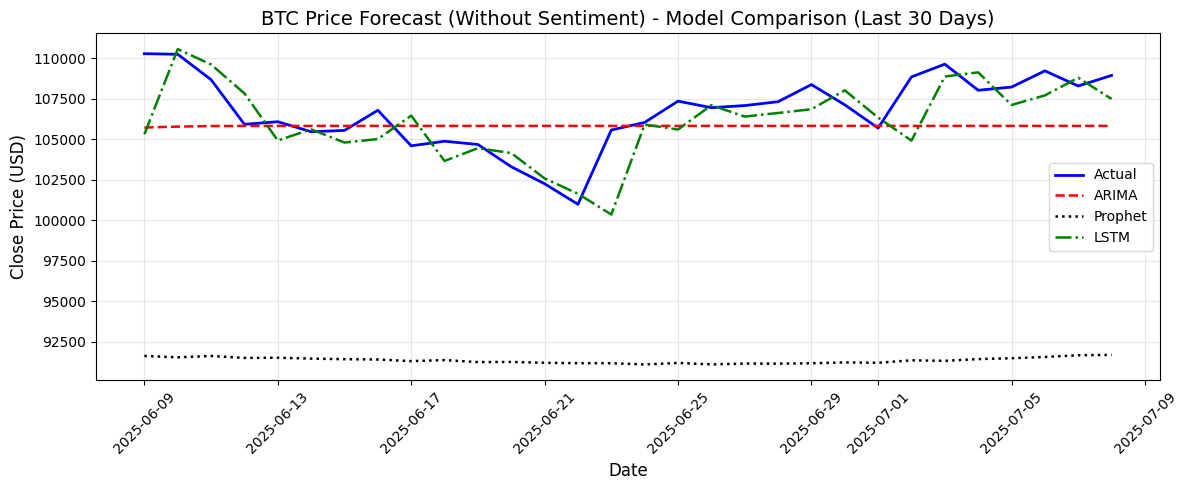 BTC Price Forecast (Without Sentiment) - Model Comparison (Last 30 Days)
Close Price (USD)
110000
107500
105000
102500
100000
97500
95000
92500
Actual
ARIMA
Prophet
LSTM
2025-06-09
2025-06-13
2025-06-17
2025-06-21
2025-06-25
2025-06-29
2025-07-01
2025-07-05
2025-07-09
Date